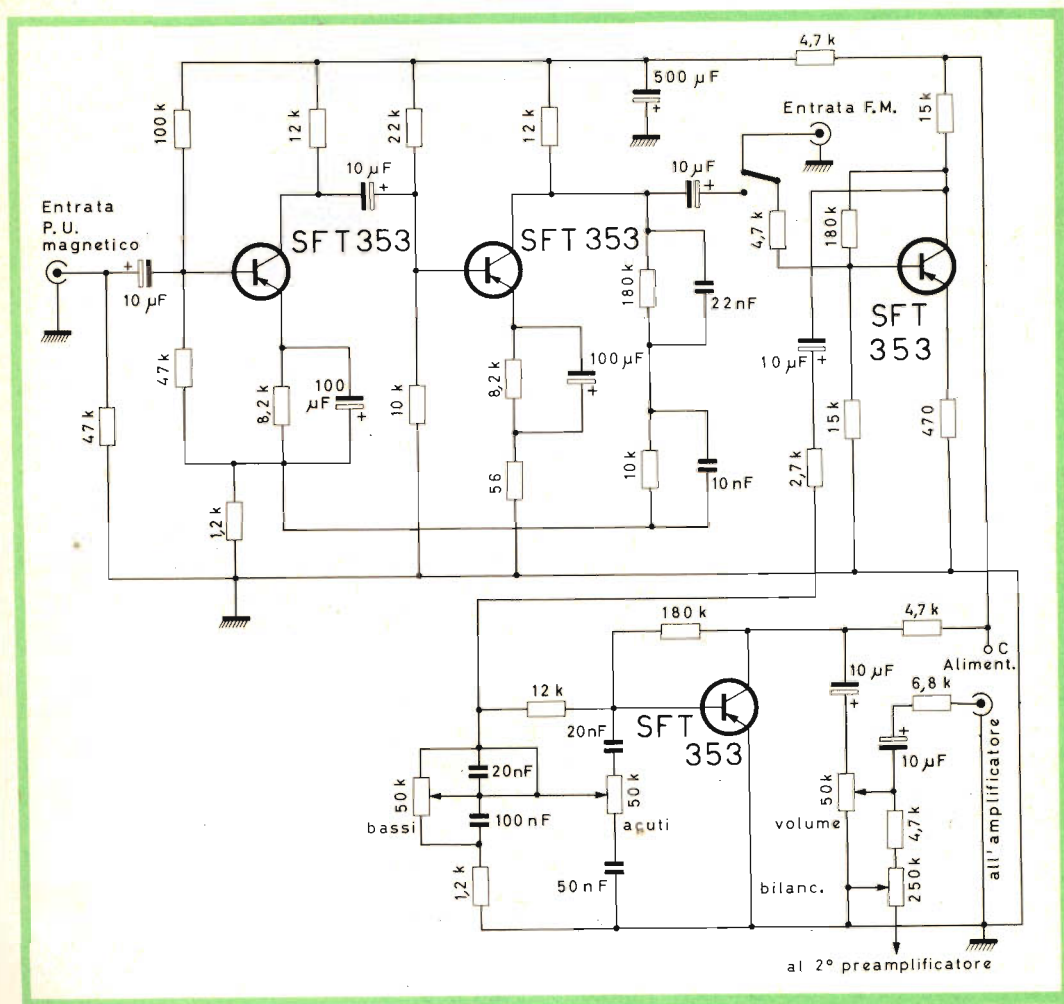 4,7 k
500 µF
+
Entrata F.M.
100 k
12 k
22 k
12 k
15 k
10 µF
+
10 µF
+
Entrata
P. U.
magnetico
+
10 µF
SFT353
SFT353
4,7 k
180 k
SFT
353
180 k
22nF
47 k
47 k
8,2 k
100
µF
+
10 k
8,2 k
100 µF
+
56
10 k
10 nF
10 µF
+
2,7 k
15 k
470
1,2 k
180 k
4,7 k
C
Aliment.
12 k
SFT
353
20nF
10 µF
+
6,8 k
+
10 µF
50 k
bassi
20nF
100 nF
50 k
acuti
50 k
volume
4,7 k
all'amplificatore
1,2 k
50 nF
bilanc.
250 k
al 2° preamplificatore